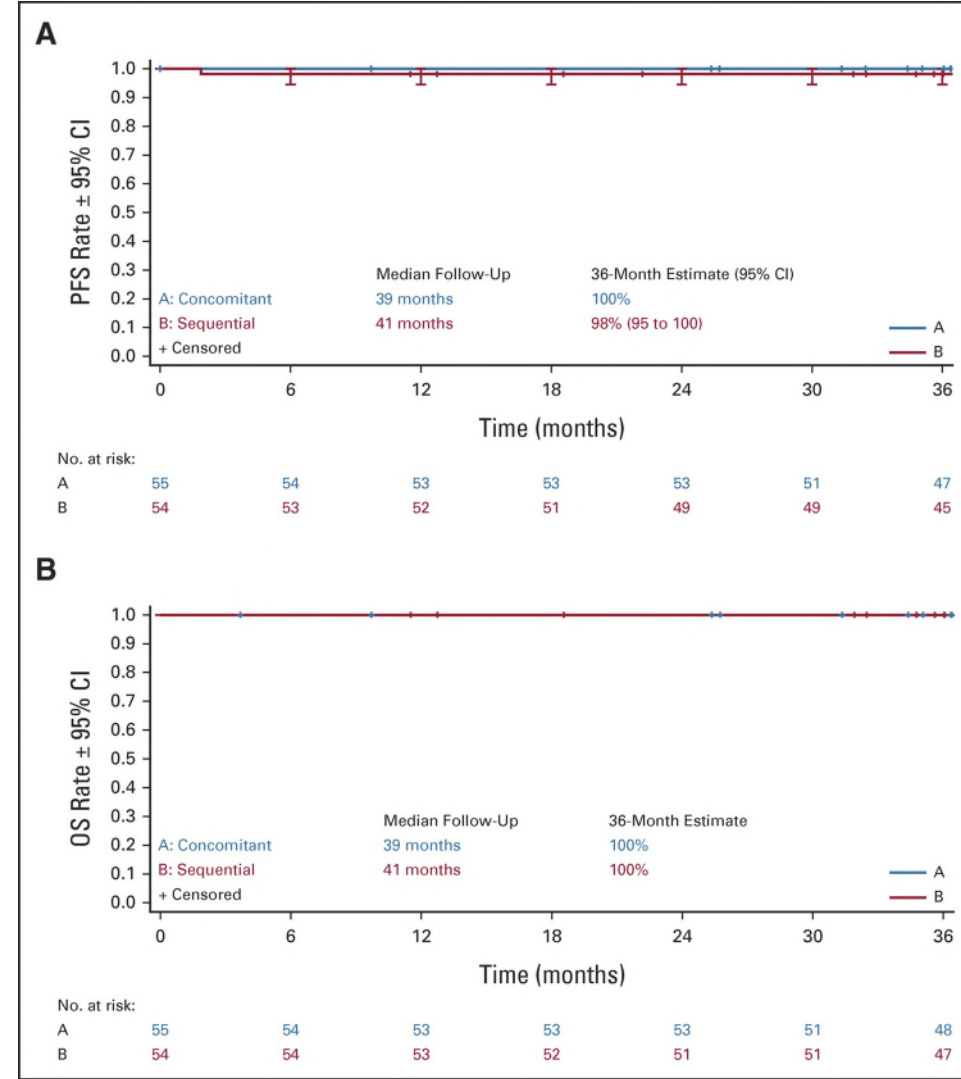 A
PFS Rate ± 95% CI
1.0
0.9
0.8
0.7
0.6
0.5
0.4
0.3
0.2
0.1
0.0
Median Follow-Up 36-Month Estimate (95% CI)
A: Concomitant 39 months 100%
B: Sequential 41 months 98% (95 to 100)
+ Censored
A
B
0 6 12 18 24 30 36
Time (months)
No. at risk:
A 55 54 53 53 53 51 47
B 54 53 52 51 49 49 45
B
OS Rate ± 95% CI
1.0
0.9
0.8
0.7
0.6
0.5
0.4
0.3
0.2
0.1
0.0
Median Follow-Up 36-Month Estimate
A: Concomitant 39 months 100%
B: Sequential 41 months 100%
+ Censored
A
B
0 6 12 18 24 30 36
Time (months)
No. at risk:
A 55 54 53 53 53 51 48
B 54 54 53 52 51 51 47